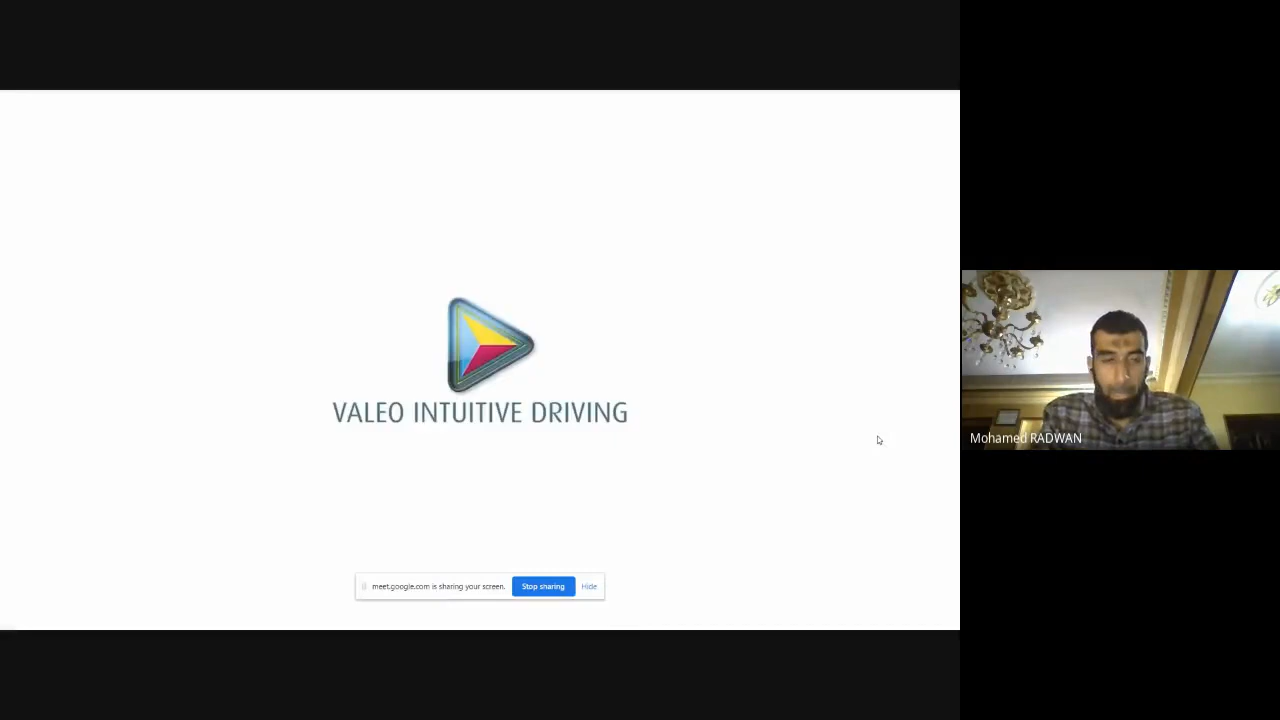 VALEO INTUITIVE DRIVING
meet.google.com is sharing your screen. Stop sharing Hide
Mohamed RADWAN